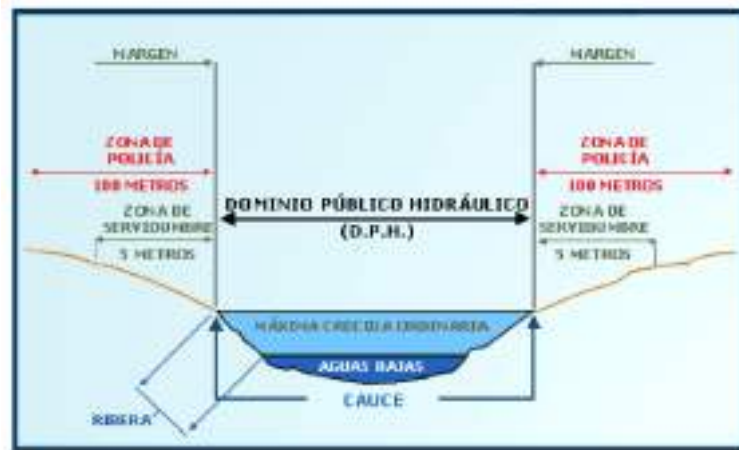 MARGEN
MARGEN
ZONA DE
POLICÍA
100 METROS
ZONA DE
POLICÍA
100 METROS
DOMINIO PÚBLICO HIDRÁULICO
(D.P.H.)
ZONA DE
SERVIDUMBRE
5 METROS
ZONA DE
SERVIDUMBRE
5 METROS
MÁXIMA CRECIDA ORDINARIA
AGUAS BAJAS
CAUCE
RIBERA